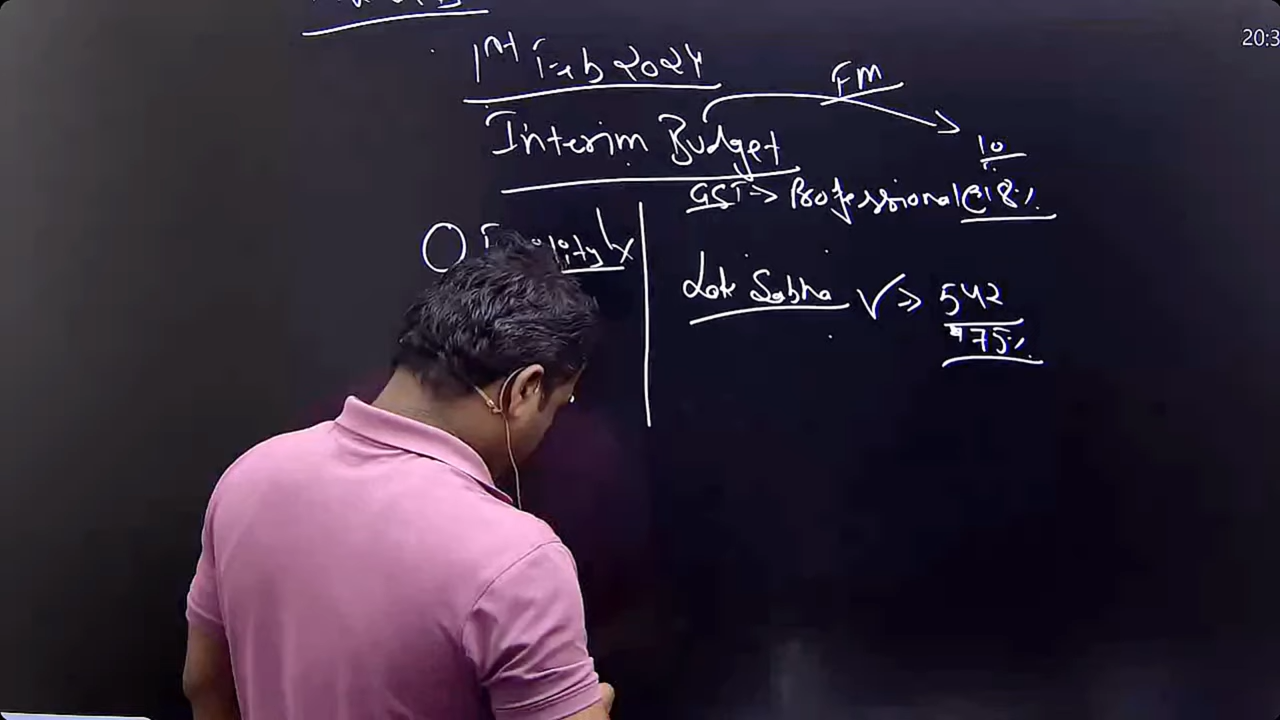 20:3
1st Feb 2024
FM
Interim Budget
10
GST → Professional @18%
Lok Sabha ✓ ⇒ 542
75%